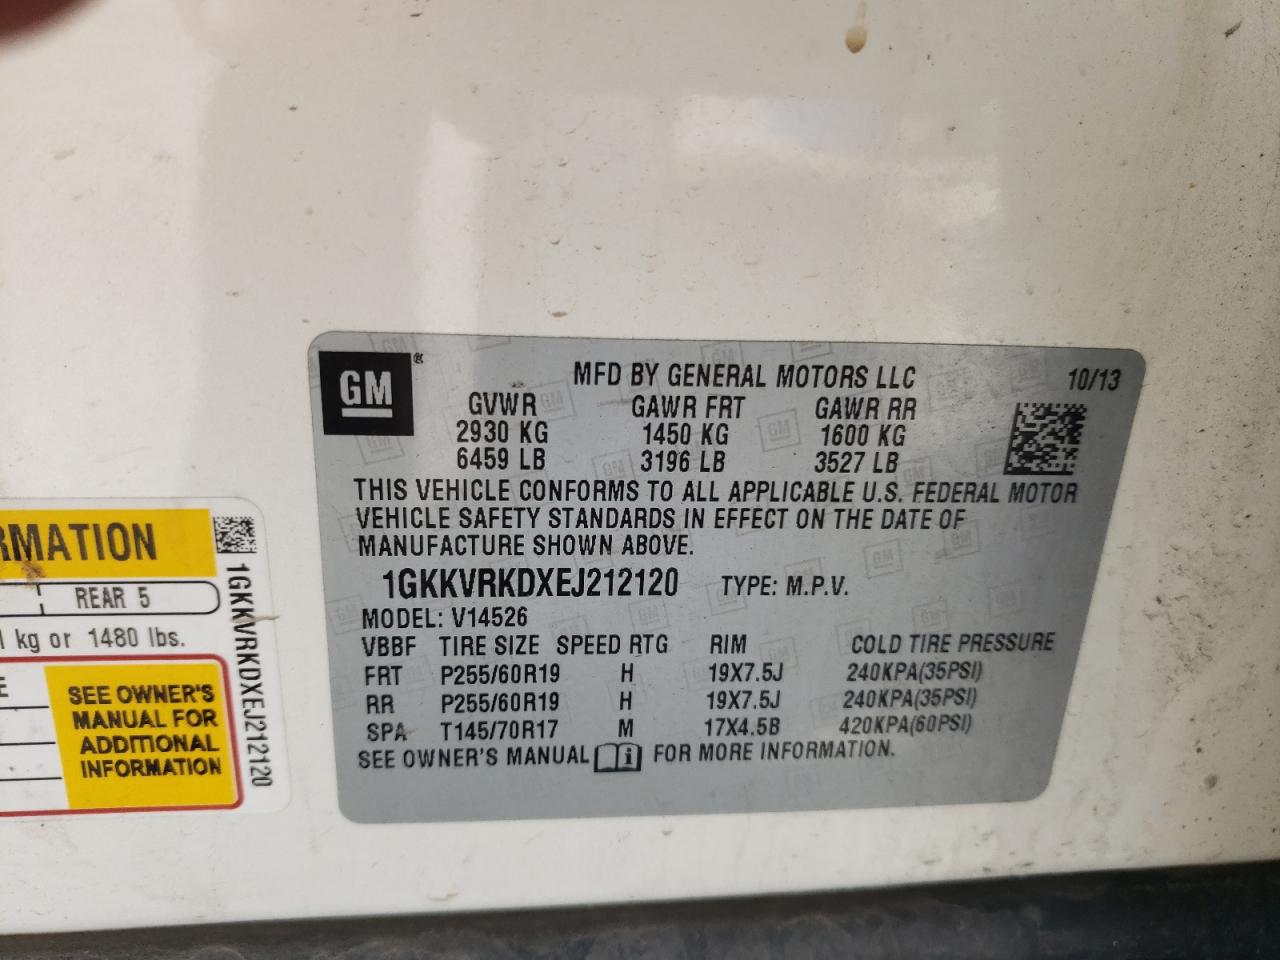 GM ®
MFD BY GENERAL MOTORS LLC 10/13
GVWR GAWR FRT GAWR RR
2930 KG 1450 KG 1600 KG
6459 LB 3196 LB 3527 LB
THIS VEHICLE CONFORMS TO ALL APPLICABLE U.S. FEDERAL MOTOR
VEHICLE SAFETY STANDARDS IN EFFECT ON THE DATE OF
MANUFACTURE SHOWN ABOVE.
1GKKVRKDXEJ212120 TYPE: M.P.V.
MODEL: V14526
VBBF TIRE SIZE SPEED RTG RIM COLD TIRE PRESSURE
FRT P255/60R19 H 19X7.5J 240KPA(35PSI)
RR P255/60R19 H 19X7.5J 240KPA(35PSI)
SPA T145/70R17 M 17X4.5B 420KPA(60PSI)
SEE OWNER'S MANUAL FOR MORE INFORMATION.
RMATION
REAR 5
kg or 1480 lbs.
SEE OWNER'S
MANUAL FOR
ADDITIONAL
INFORMATION
1GKKVRKDXEJ212120